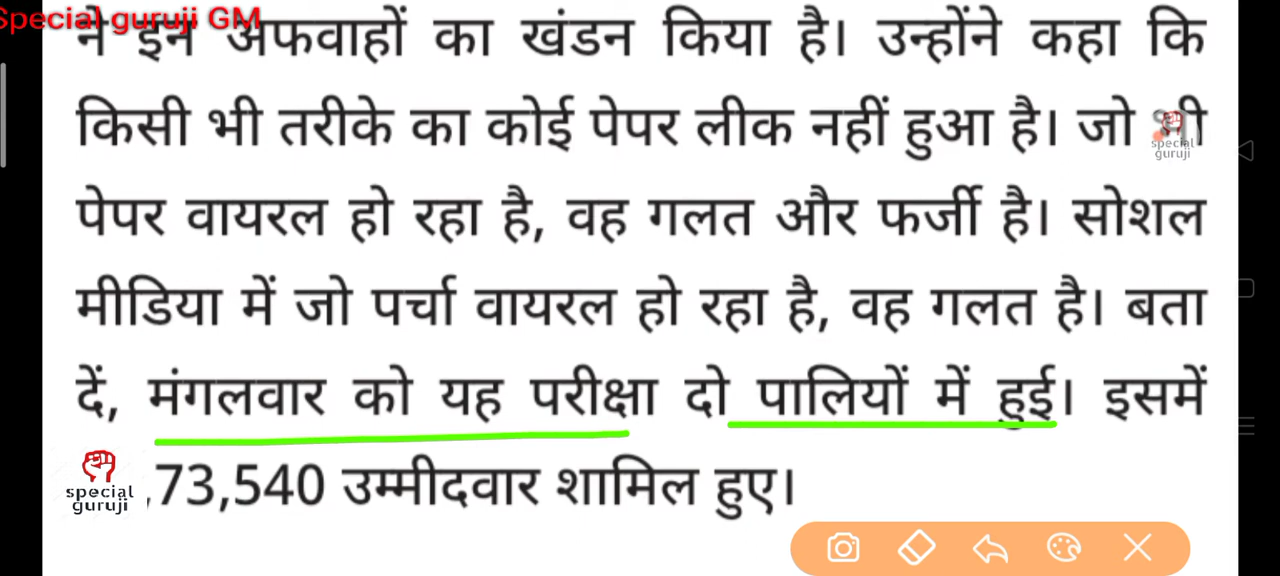 Special guruji GM
ने इन अफवाहों का खंडन किया है। उन्होंने कहा कि
किसी भी तरीके का कोई पेपर लीक नहीं हुआ है। जो भी
special
guruji
पेपर वायरल हो रहा है, वह गलत और फर्जी है। सोशल
मीडिया में जो पर्चा वायरल हो रहा है, वह गलत है। बता
दें, मंगलवार को यह परीक्षा दो पालियों में हुई। इसमें
,73,540 उम्मीदवार शामिल हुए।
special
guruji